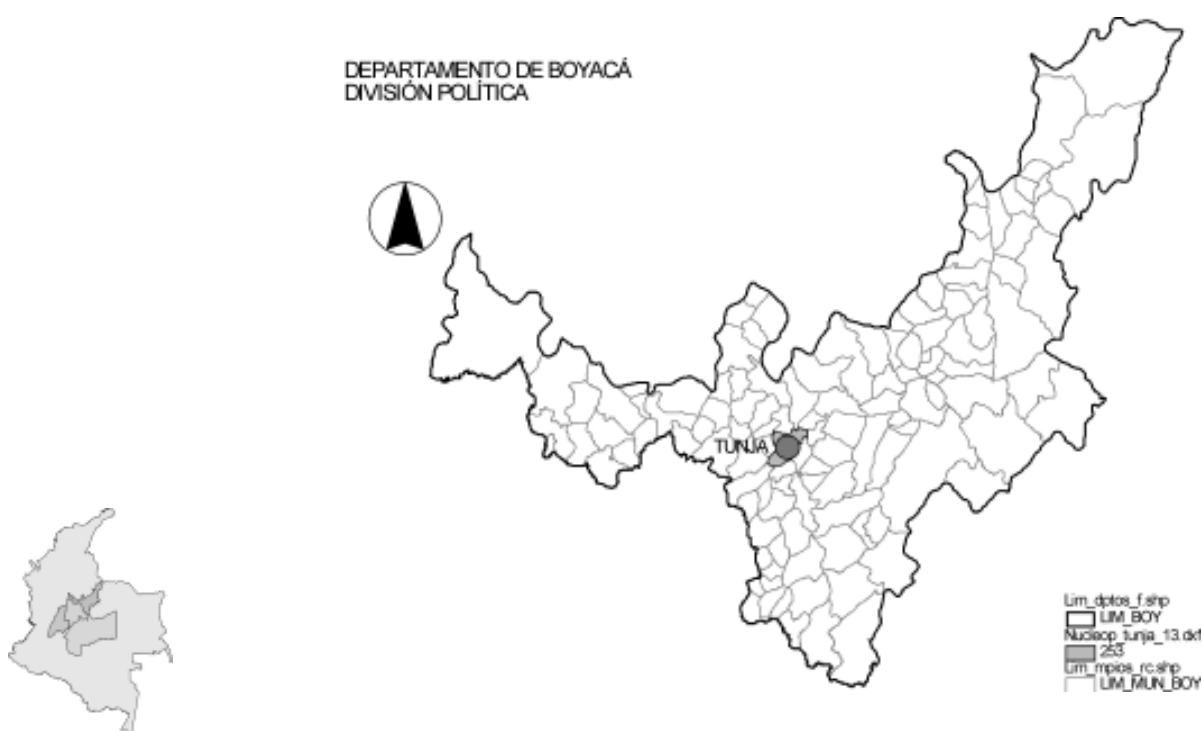 DEPARTAMENTO DE BOYACÁ
DIVISIÓN POLÍTICA
TUNJA
Lim_dptos_f.shp
LIM_BOY
Nucleop_tunja_13.dxf
253
Lim_mpios_rc.shp
LIM_MUN_BOY